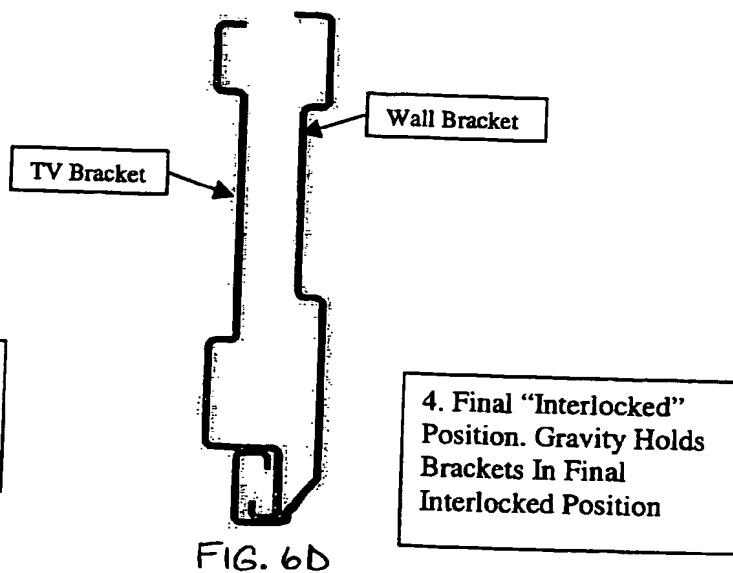 Wall Bracket
TV Bracket
4. Final “Interlocked”
Position. Gravity Holds
Brackets In Final
Interlocked Position
FIG. 6D